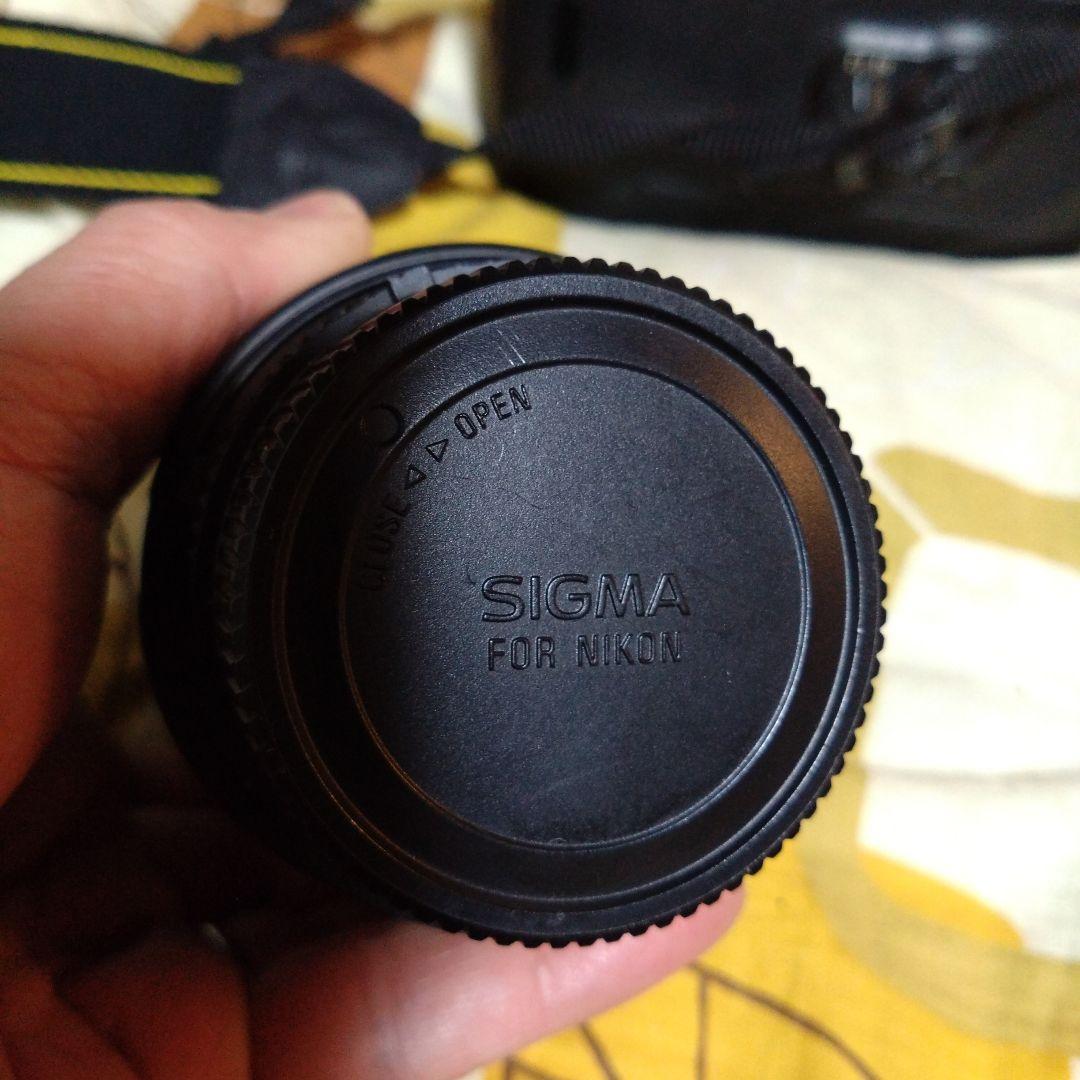 CLOSE ◁ ▷ OPEN
SIGMA
FOR NIKON